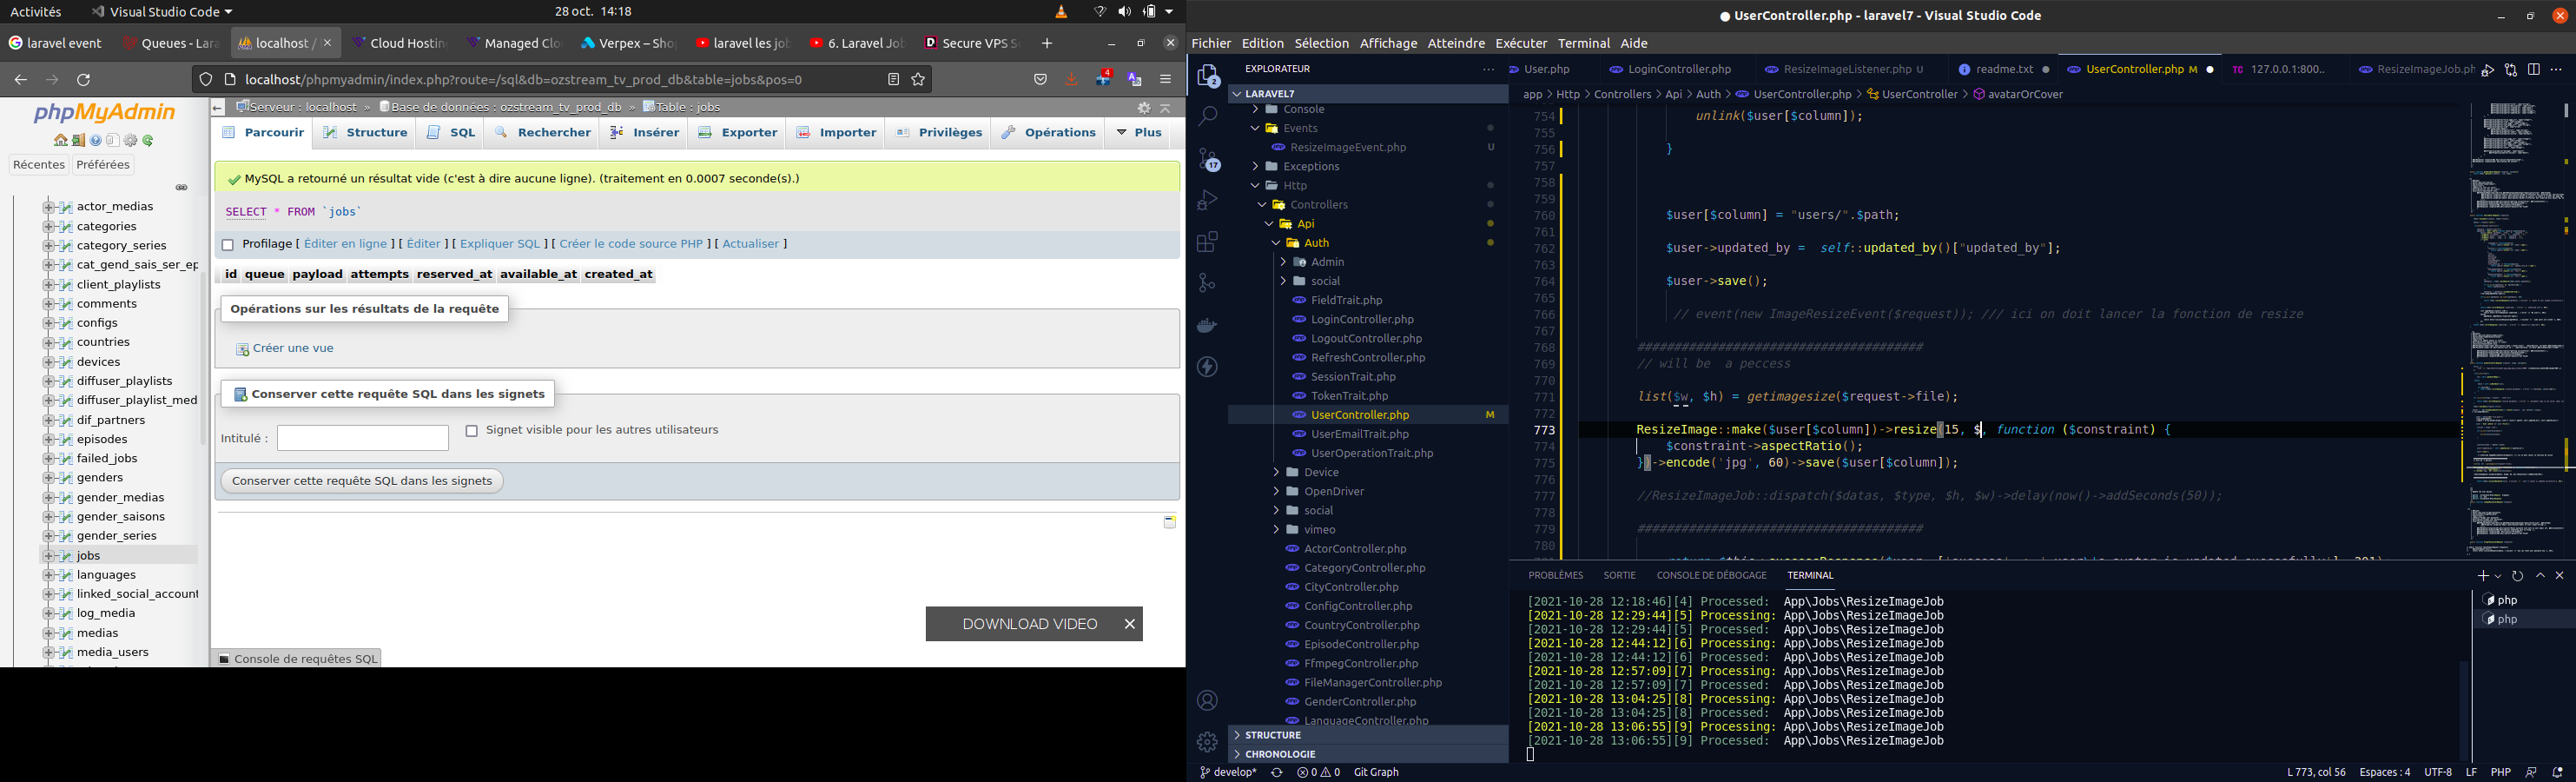 Activités
Visual Studio Code
28 oct. 14:18
laravel event
Queues - Lara
localhost /
Cloud Hostin
Managed Clo
Verpex – Sho
laravel les jo
6. Laravel Job
Secure VPS S
localhost/phpmyadmin/index.php?route=/sql&db=ozstream_tv_prod_db&table=jobs&pos=0
4
phpMyAdmin
Récentes
Préférées
actor_medias
categories
category_series
cat_gend_sais_ser_ep
client_playlists
comments
configs
countries
devices
diffuser_playlists
diffuser_playlist_med
dif_partners
episodes
failed_jobs
genders
gender_medias
gender_saisons
gender_series
jobs
languages
linked_social_account
log_media
medias
media_users
Serveur : localhost » Base de données : ozstream_tv_prod_db » Table : jobs
Parcourir
Structure
SQL
Rechercher
Insérer
Exporter
Importer
Privilèges
Opérations
Plus
MySQL a retourné un résultat vide (c'est à dire aucune ligne). (traitement en 0.0007 seconde(s).)
SELECT * FROM `jobs`
Profilage [ Éditer en ligne ] [ Éditer ] [ Expliquer SQL ] [ Créer le code source PHP ] [ Actualiser ]
id queue payload attempts reserved_at available_at created_at
Opérations sur les résultats de la requête
Créer une vue
Conserver cette requête SQL dans les signets
Intitulé :
Signet visible pour les autres utilisateurs
Conserver cette requête SQL dans les signets
DOWNLOAD VIDEO
Console de requêtes SQL
UserController.php - laravel7 - Visual Studio Code
Fichier Edition Sélection Affichage Atteindre Exécuter Terminal Aide
2
17
EXPLORATEUR
LARAVEL7
Console
Events
ResizeImageEvent.php U
Exceptions
Http
Controllers
Api
Auth
Admin
social
FieldTrait.php
LoginController.php
LogoutController.php
RefreshController.php
SessionTrait.php
TokenTrait.php
UserController.php M
UserEmailTrait.php
UserOperationTrait.php
Device
OpenDriver
social
vimeo
ActorController.php
CategoryController.php
CityController.php
ConfigController.php
CountryController.php
EpisodeController.php
FfmpegController.php
FileManagerController.php
GenderController.php
LanguageController.php
STRUCTURE
CHRONOLOGIE
User.php
LoginController.php
ResizeImageListener.php U
readme.txt
UserController.php M
TC 127.0.0.1:800..
ResizeImageJob.ph
app > Http > Controllers > Api > Auth > UserController.php > UserController > avatarOrCover
754 unlink($user[$column]);
755
756 }
757
758
759
760 $user[$column] = "users/".$path;
761
762 $user->updated_by = self::updated_by()["updated_by"];
763
764 $user->save();
765
766 // event(new ImageResizeEvent($request)); /// ici on doit lancer la fonction de resize
767
768 #######################################
769 // will be a peccess
770
771 list($w, $h) = getimagesize($request->file);
772
773 ResizeImage::make($user[$column])->resize(15, $, function ($constraint) {
774 $constraint->aspectRatio();
775 })->encode('jpg', 60)->save($user[$column]);
776
777 //ResizeImageJob::dispatch($datas, $type, $h, $w)->delay(now()->addSeconds(50));
778
779 #######################################
780
PROBLÈMES
SORTIE
CONSOLE DE DÉBOGAGE
TERMINAL
[2021-10-28 12:18:46][4] Processed: App\Jobs\ResizeImageJob
[2021-10-28 12:29:44][5] Processing: App\Jobs\ResizeImageJob
[2021-10-28 12:29:44][5] Processed: App\Jobs\ResizeImageJob
[2021-10-28 12:44:12][6] Processing: App\Jobs\ResizeImageJob
[2021-10-28 12:44:12][6] Processed: App\Jobs\ResizeImageJob
[2021-10-28 12:57:09][7] Processing: App\Jobs\ResizeImageJob
[2021-10-28 12:57:09][7] Processed: App\Jobs\ResizeImageJob
[2021-10-28 13:04:25][8] Processing: App\Jobs\ResizeImageJob
[2021-10-28 13:04:25][8] Processed: App\Jobs\ResizeImageJob
[2021-10-28 13:06:55][9] Processing: App\Jobs\ResizeImageJob
[2021-10-28 13:06:55][9] Processed: App\Jobs\ResizeImageJob
php
php
develop*
0 0
Git Graph
L 773, col 56
Espaces : 4
UTF-8
LF
PHP